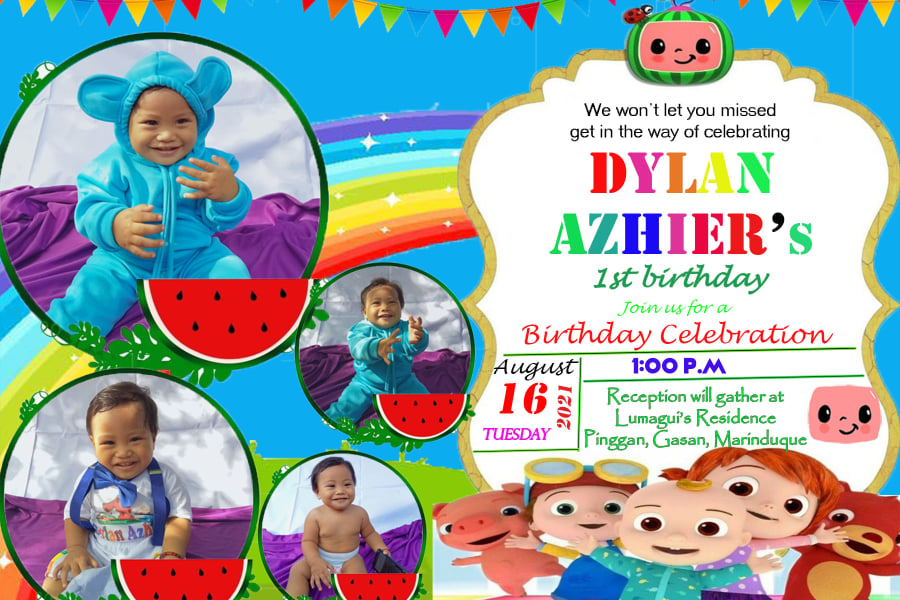 We won't let you missed
get in the way of celebrating
DYLAN
AZHIER's
1st birthday
Join us for a
Birthday Celebration
August
16
2021
TUESDAY
1:00 P.M
Reception will gather at
Lumagui's Residence
Pinggan, Gasan, Marinduque